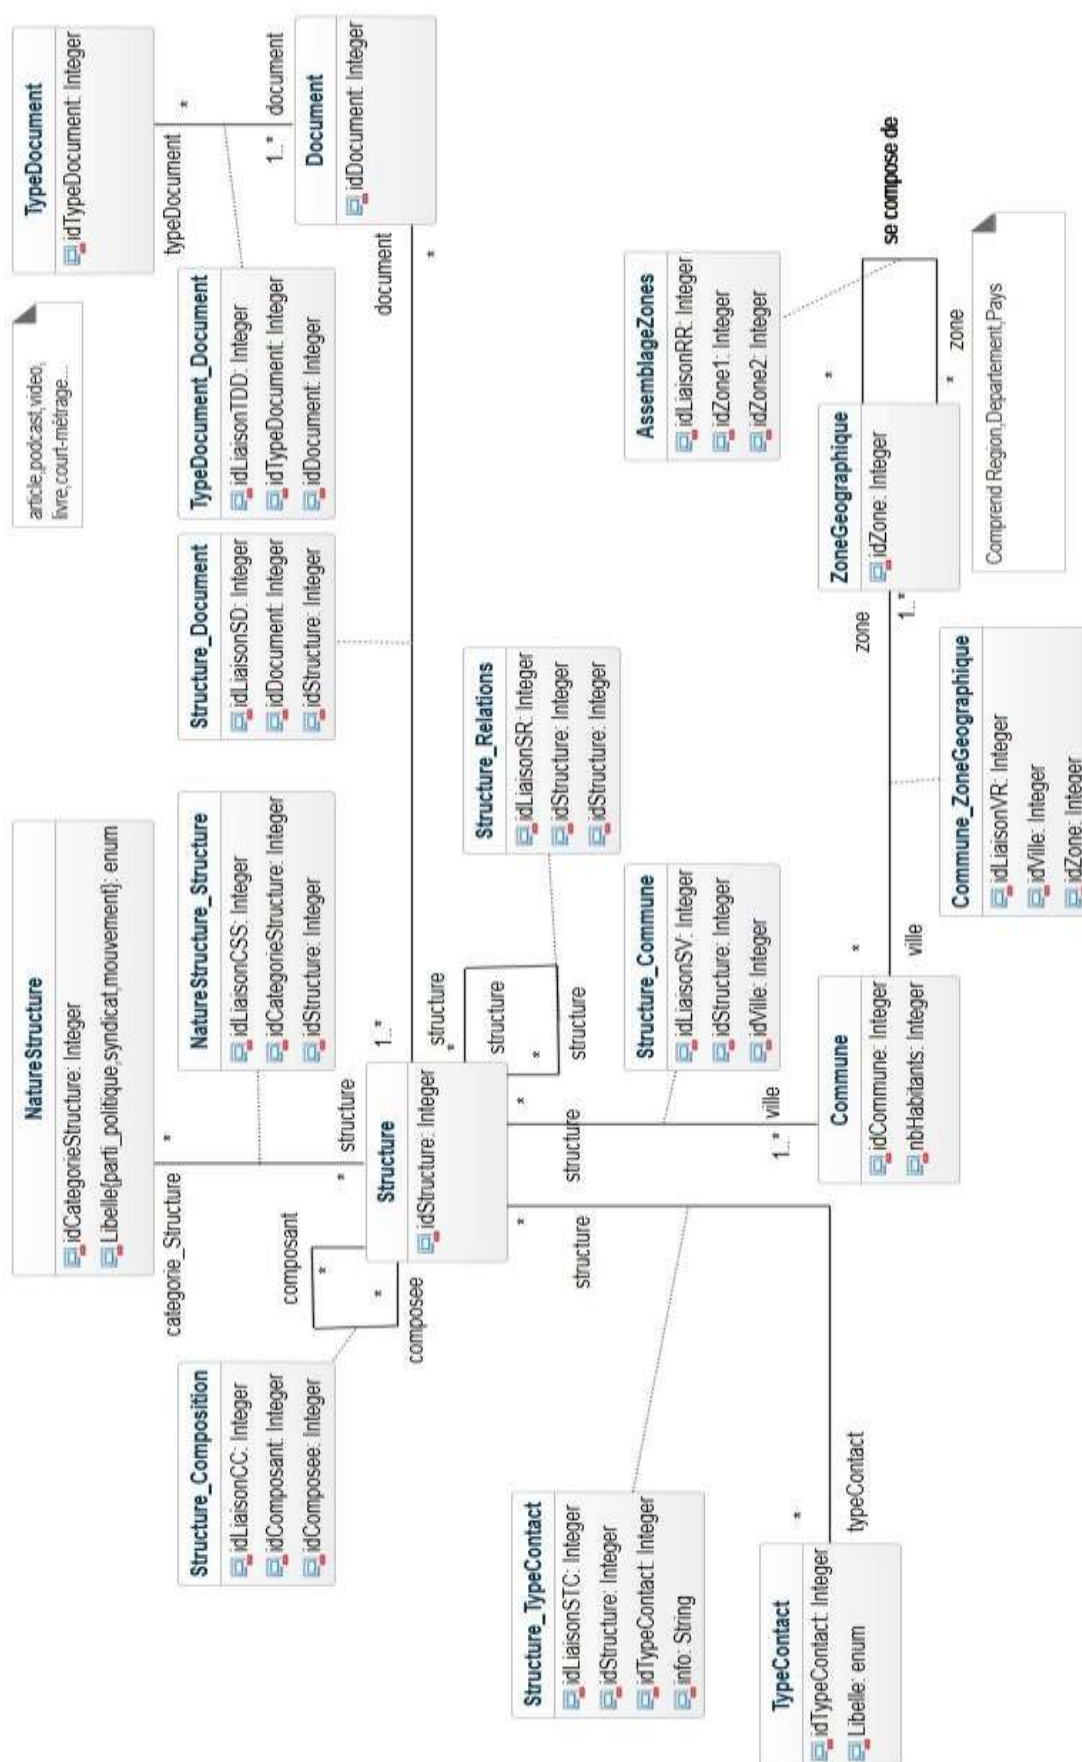 NatureStructure
idCategorieStructure: Integer
Libelle{parti_politique,syndicat,mouvement}: enum
article,podcast,video,
livre,court-métrage...
TypeDocument
idTypeDocument: Integer
categorie_Structure
*
typeDocument
*
Structure_Composition
idLiaisonCC: Integer
idComposant: Integer
idComposee: Integer
NatureStructure_Structure
idLiaisonCSS: Integer
idCategorieStructure: Integer
idStructure: Integer
Structure_Document
idLiaisonSD: Integer
idDocument: Integer
idStructure: Integer
TypeDocument_Document
idLiaisonTDD: Integer
idTypeDocument: Integer
idDocument: Integer
1..*
document
composant
*
*
composee
*
structure
Document
idDocument: Integer
Structure
idStructure: Integer
1..*
structure
document
*
*
structure
*
structure
Structure_Relations
idLiaisonSR: Integer
idStructure: Integer
idStructure: Integer
Structure_TypeContact
idLiaisonSTC: Integer
idStructure: Integer
idTypeContact: Integer
info: String
*
structure
*
structure
Structure_Commune
idLiaisonSV: Integer
idStructure: Integer
idVille: Integer
AssemblageZones
idLiaisonRR: Integer
idZone1: Integer
idZone2: Integer
1..*
ville
TypeContact
idTypeContact: Integer
Libelle: enum
*
typeContact
Commune
idCommune: Integer
nbHabitants: Integer
*
ville
zone
1..*
ZoneGeographique
idZone: Integer
*
*
zone
se compose de
Commune_ZoneGeographique
idLiaisonVR: Integer
idVille: Integer
idZone: Integer
Comprend Region,Departement,Pays